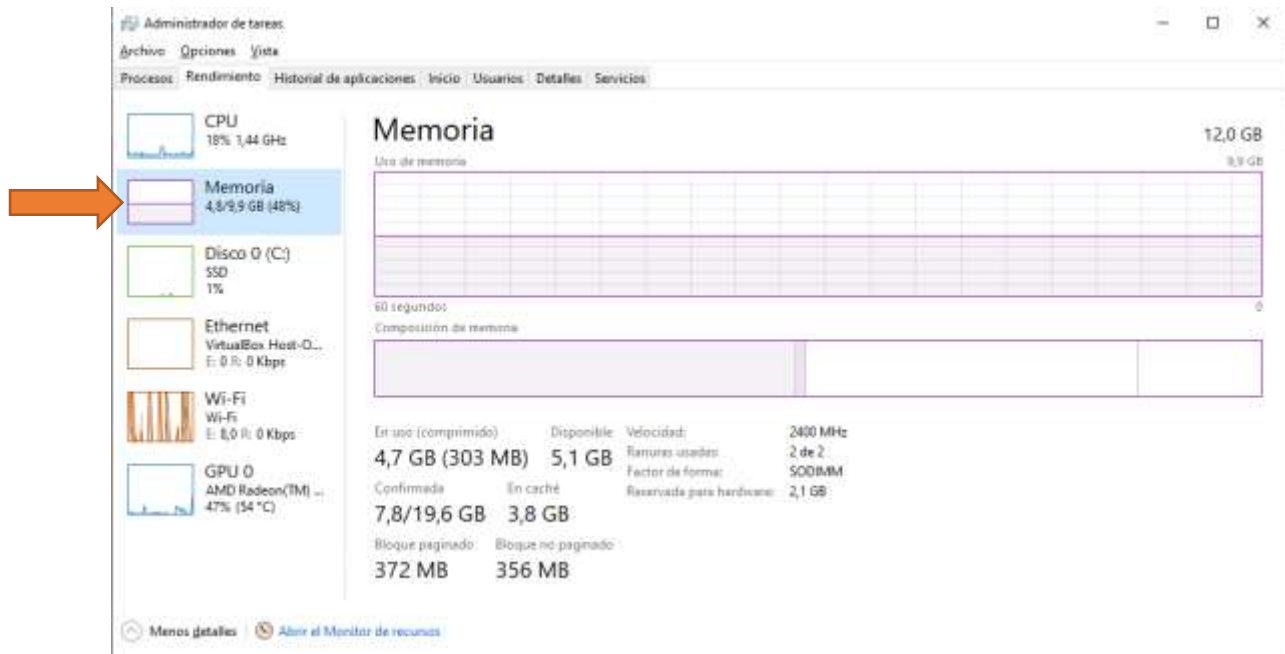 Administrador de tareas
Archivo Opciones Vista
Procesos Rendimiento Historial de aplicaciones Inicio Usuarios Detalles Servicios
CPU
18% 1,44 GHz
Memoria
4,8/9,9 GB (48%)
Disco 0 (C:)
SSD
1%
Ethernet
VirtualBox Host-O...
E: 0 R: 0 Kbps
Wi-Fi
Wi-Fi
E: 8,0 R: 0 Kbps
GPU 0
AMD Radeon(TM) ...
47% (54 °C)
Memoria 12,0 GB
Uso de memoria 9,9 GB
60 segundos 0
Composición de memoria
En uso (comprimido) Disponible Velocidad: 2400 MHz
4,7 GB (303 MB) 5,1 GB Ranuras usadas: 2 de 2
Factor de forma: SODIMM
Confirmada En caché Reservada para hardware: 2,1 GB
7,8/19,6 GB 3,8 GB
Bloque paginado Bloque no paginado
372 MB 356 MB
Menos detalles Abrir el Monitor de recursos